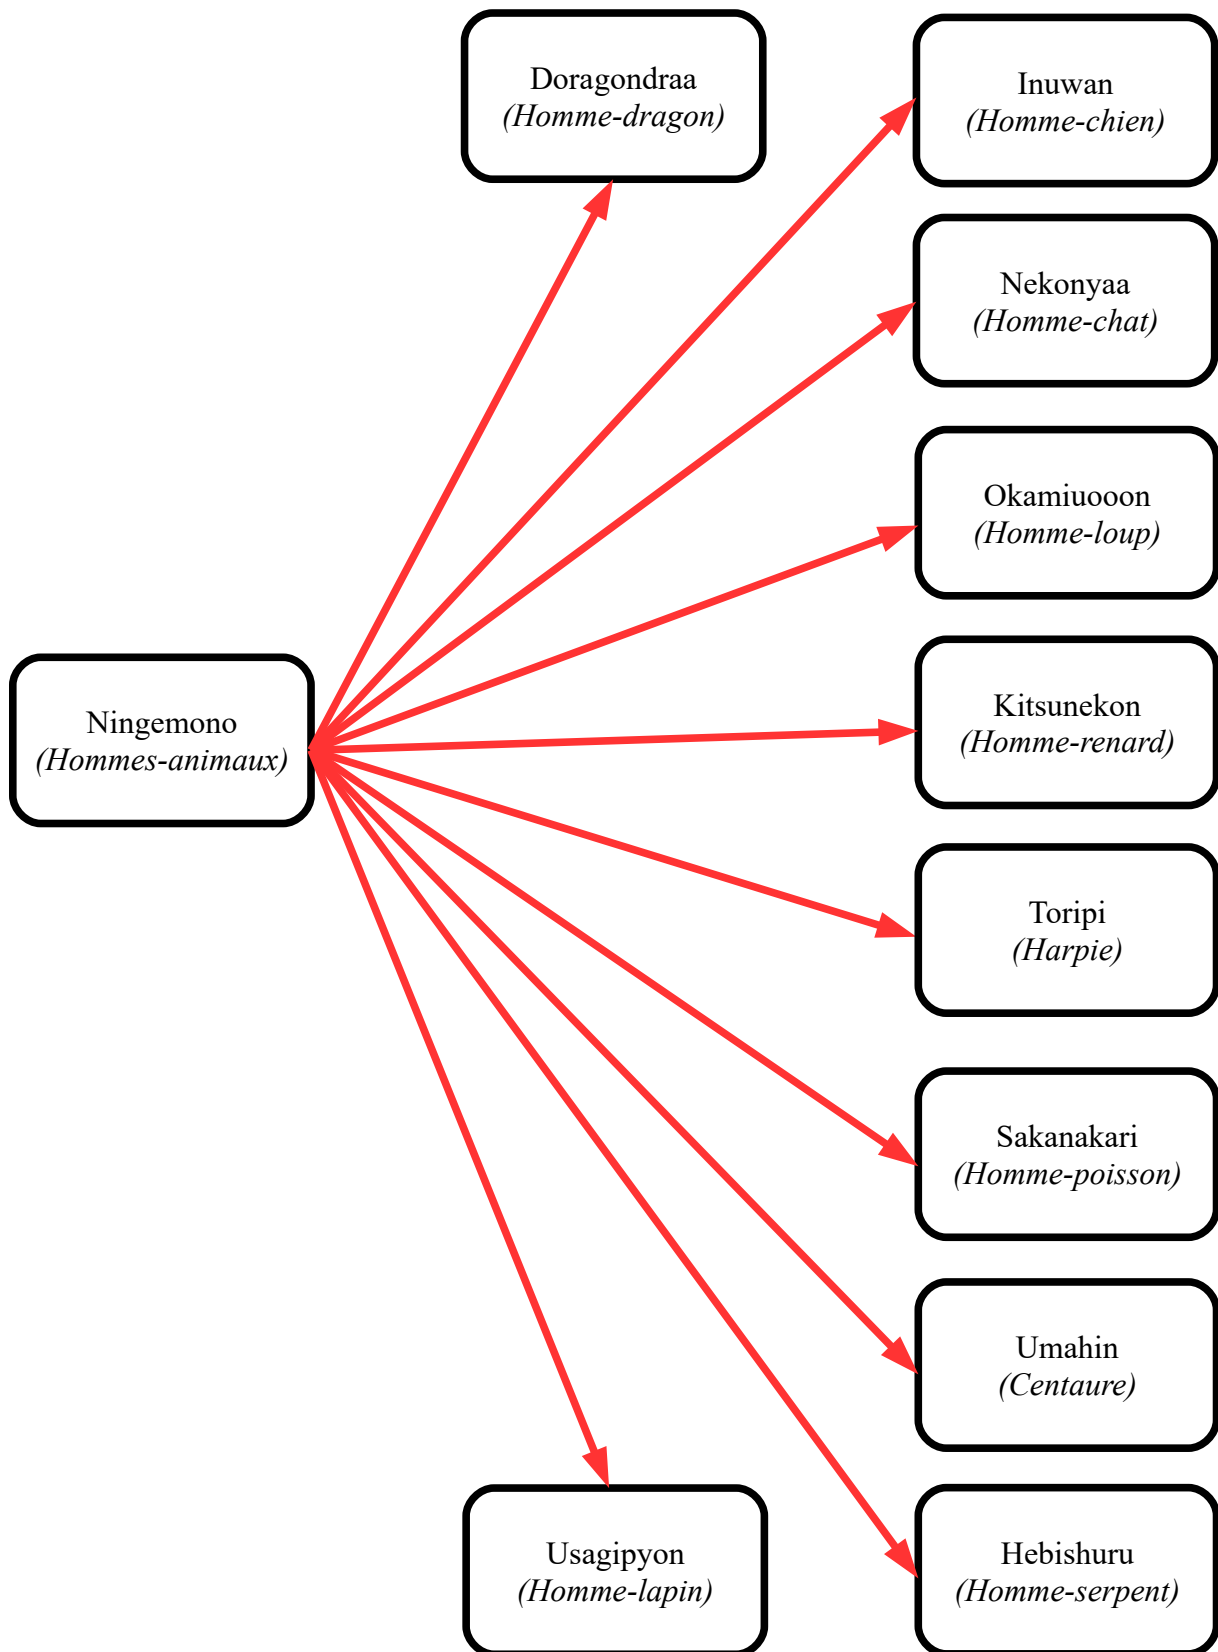 Doragondraa
(Homme-dragon)
Inuwan
(Homme-chien)
Nekonyaa
(Homme-chat)
Okamiuooon
(Homme-loup)
Ningemono
(Hommes-animaux)
Kitsunekon
(Homme-renard)
Toripi
(Harpie)
Sakanakari
(Homme-poisson)
Umahin
(Centaure)
Usagipyon
(Homme-lapin)
Hebishuru
(Homme-serpent)